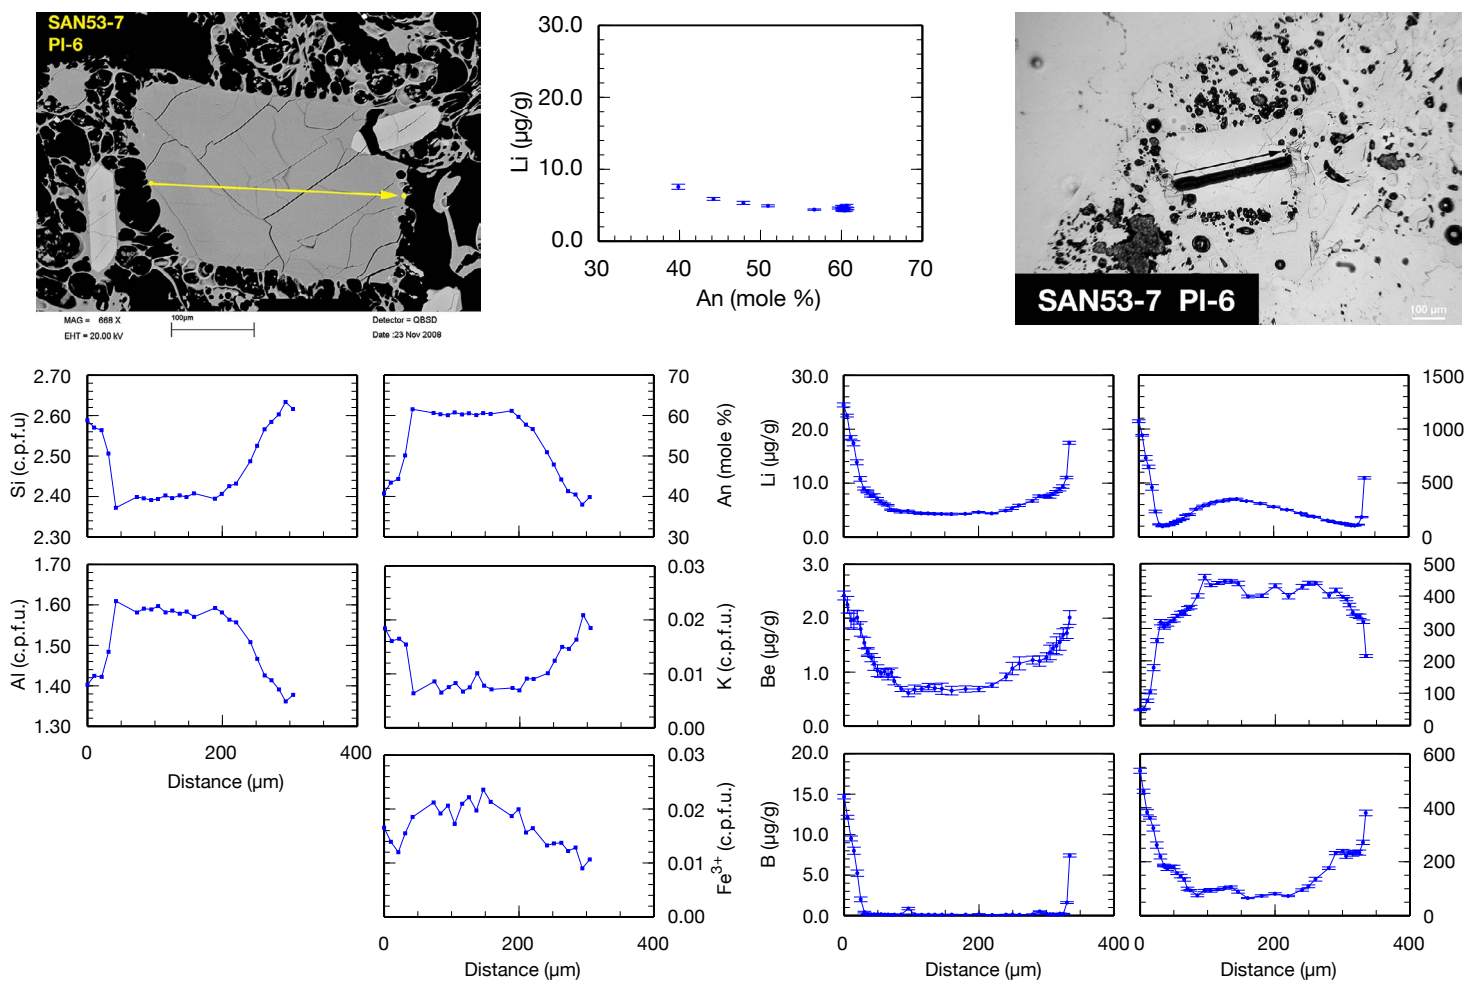 SAN53-7
PI-6
MAG = 668 X
100µm
Detector = QBSD
EHT = 20.00 kV
Date :23 Nov 2008
30.0
20.0
10.0
0.0
Li (µg/g)
30 40 50 60 70
An (mole %)
SAN53-7 PI-6
100 µm
2.70
2.60
2.50
2.40
2.30
Si (c.p.f.u)
70
60
50
40
30
An (mole %)
30.0
20.0
10.0
0.0
Li (µg/g)
1500
1000
500
0
1.70
1.60
1.50
1.40
1.30
Al (c.p.f.u.)
0 200 400
Distance (µm)
0.03
0.02
0.01
0.00
K (c.p.f.u.)
3.0
2.0
1.0
0.0
Be (µg/g)
500
400
300
200
100
0
0.03
0.02
0.01
0.00
Fe3+ (c.p.f.u.)
0 200 400
Distance (µm)
20.0
15.0
10.0
5.0
0.0
B (µg/g)
0 200 400
Distance (µm)
600
400
200
0
0 200 400
Distance (µm)